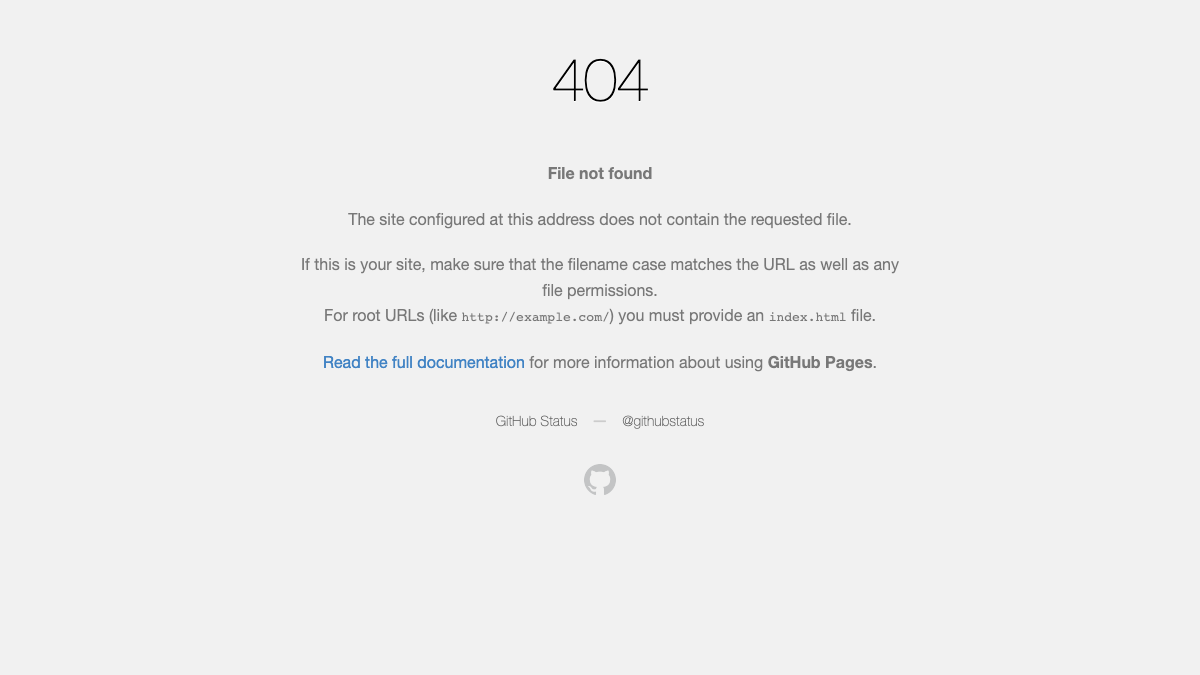 404
File not found
The site configured at this address does not contain the requested file.
If this is your site, make sure that the filename case matches the URL as well as any
file permissions.
For root URLs (like http://example.com/) you must provide an index.html file.
Read the full documentation for more information about using GitHub Pages.
GitHub Status — @githubstatus